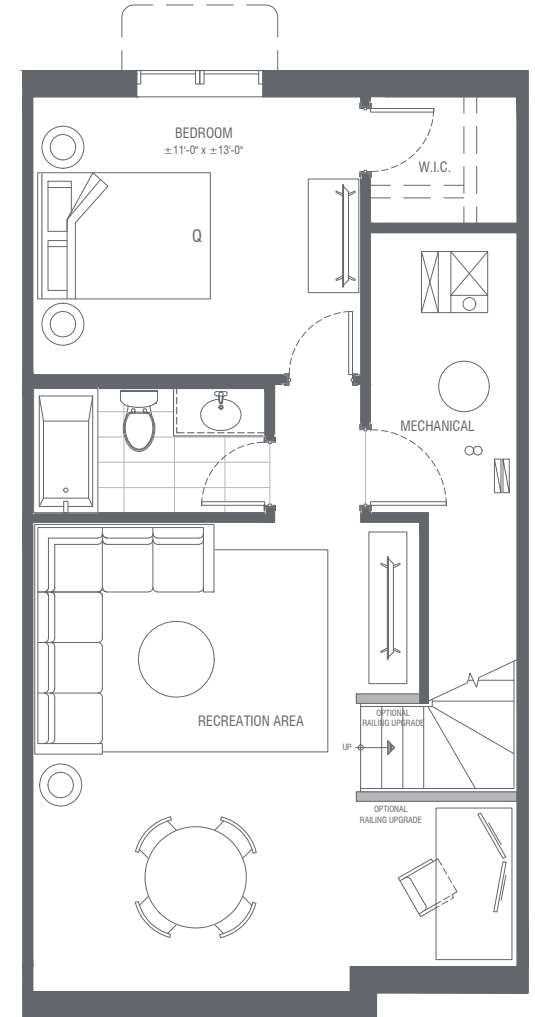 BEDROOM
±11'-0" x ±13'-0"
W.I.C.
Q
MECHANICAL
RECREATION AREA
OPTIONAL
RAILING UPGRADE
UP
OPTIONAL
RAILING UPGRADE